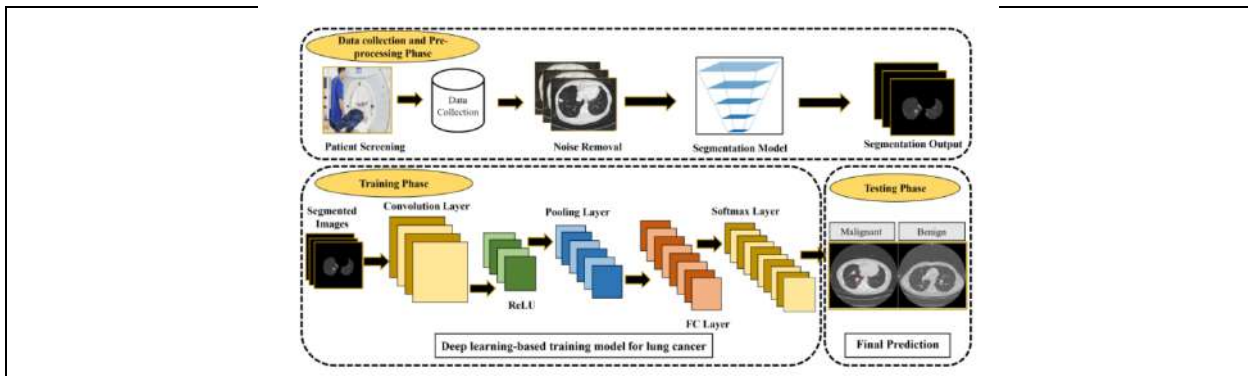 Data collection and Pre-
processing Phase
Data
Collection
Patient Screening
Noise Removal
Segmentation Model
Segmentation Output
Training Phase
Testing Phase
Segmented
Images
Convolution Layer
Pooling Layer
Softmax Layer
Malignant
Benign
ReLU
FC Layer
Deep learning-based training model for lung cancer
Final Prediction